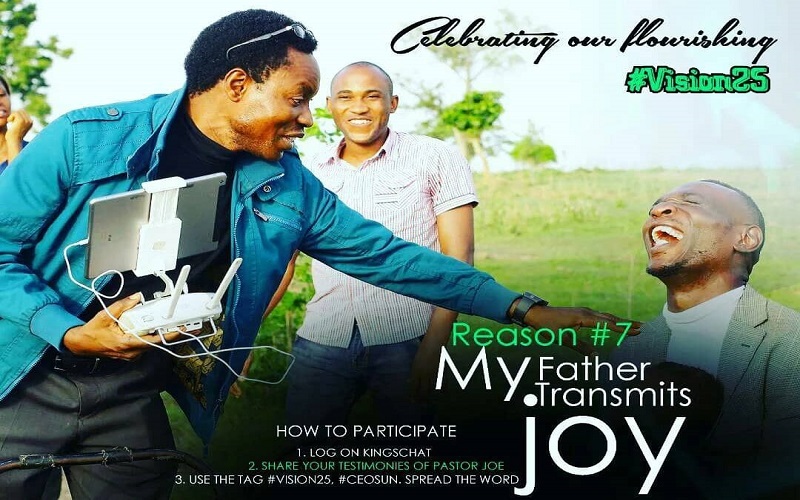 Celebrating our flourishing
#Vision25
Reason #7
My Father
Transmits
joy
HOW TO PARTICIPATE
1. LOG ON KINGSCHAT
2. SHARE YOUR TESTIMONIES OF PASTOR JOE
3. USE THE TAG #VISION25, #CEOSUN. SPREAD THE WORD